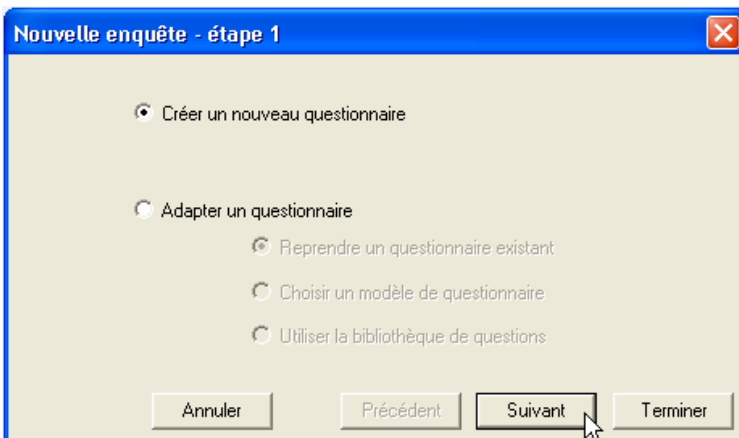 Nouvelle enquête - étape 1
Créer un nouveau questionnaire
Adapter un questionnaire
Reprendre un questionnaire existant
Choisir un modèle de questionnaire
Utiliser la bibliothèque de questions
Annuler Précédent Suivant Terminer